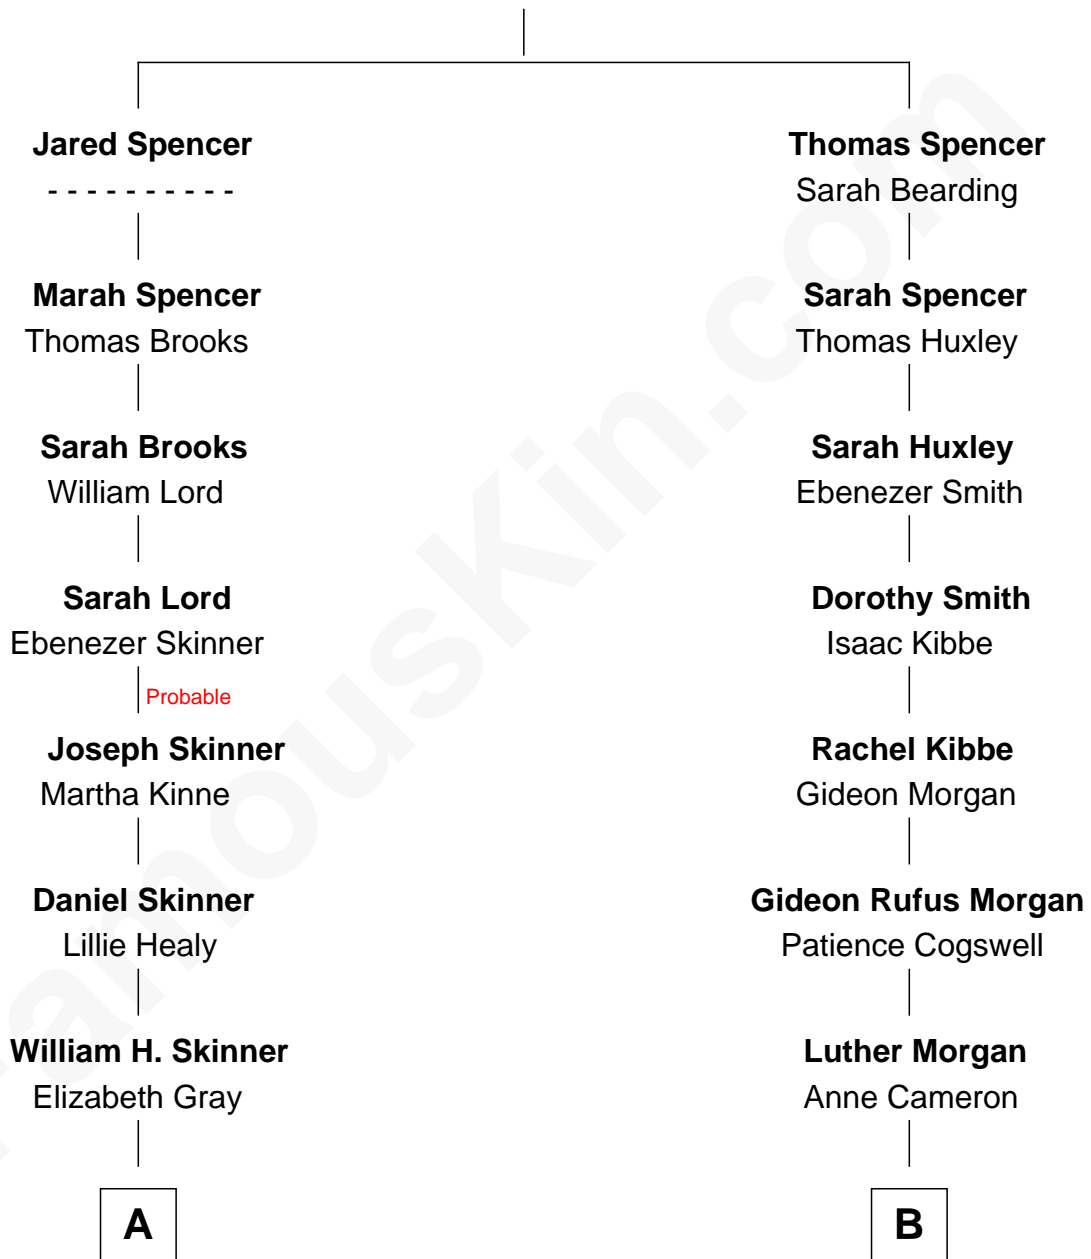 Jared Spencer
- - - - - - - - - -
Marah Spencer
Thomas Brooks
Sarah Brooks
William Lord
Sarah Lord
Ebenezer Skinner
Probable
Joseph Skinner
Martha Kinne
Daniel Skinner
Lillie Healy
William H. Skinner
Elizabeth Gray
A
Thomas Spencer
Sarah Bearding
Sarah Spencer
Thomas Huxley
Sarah Huxley
Ebenezer Smith
Dorothy Smith
Isaac Kibbe
Rachel Kibbe
Gideon Morgan
Gideon Rufus Morgan
Patience Cogswell
Luther Morgan
Anne Cameron
B
FamousKin.com